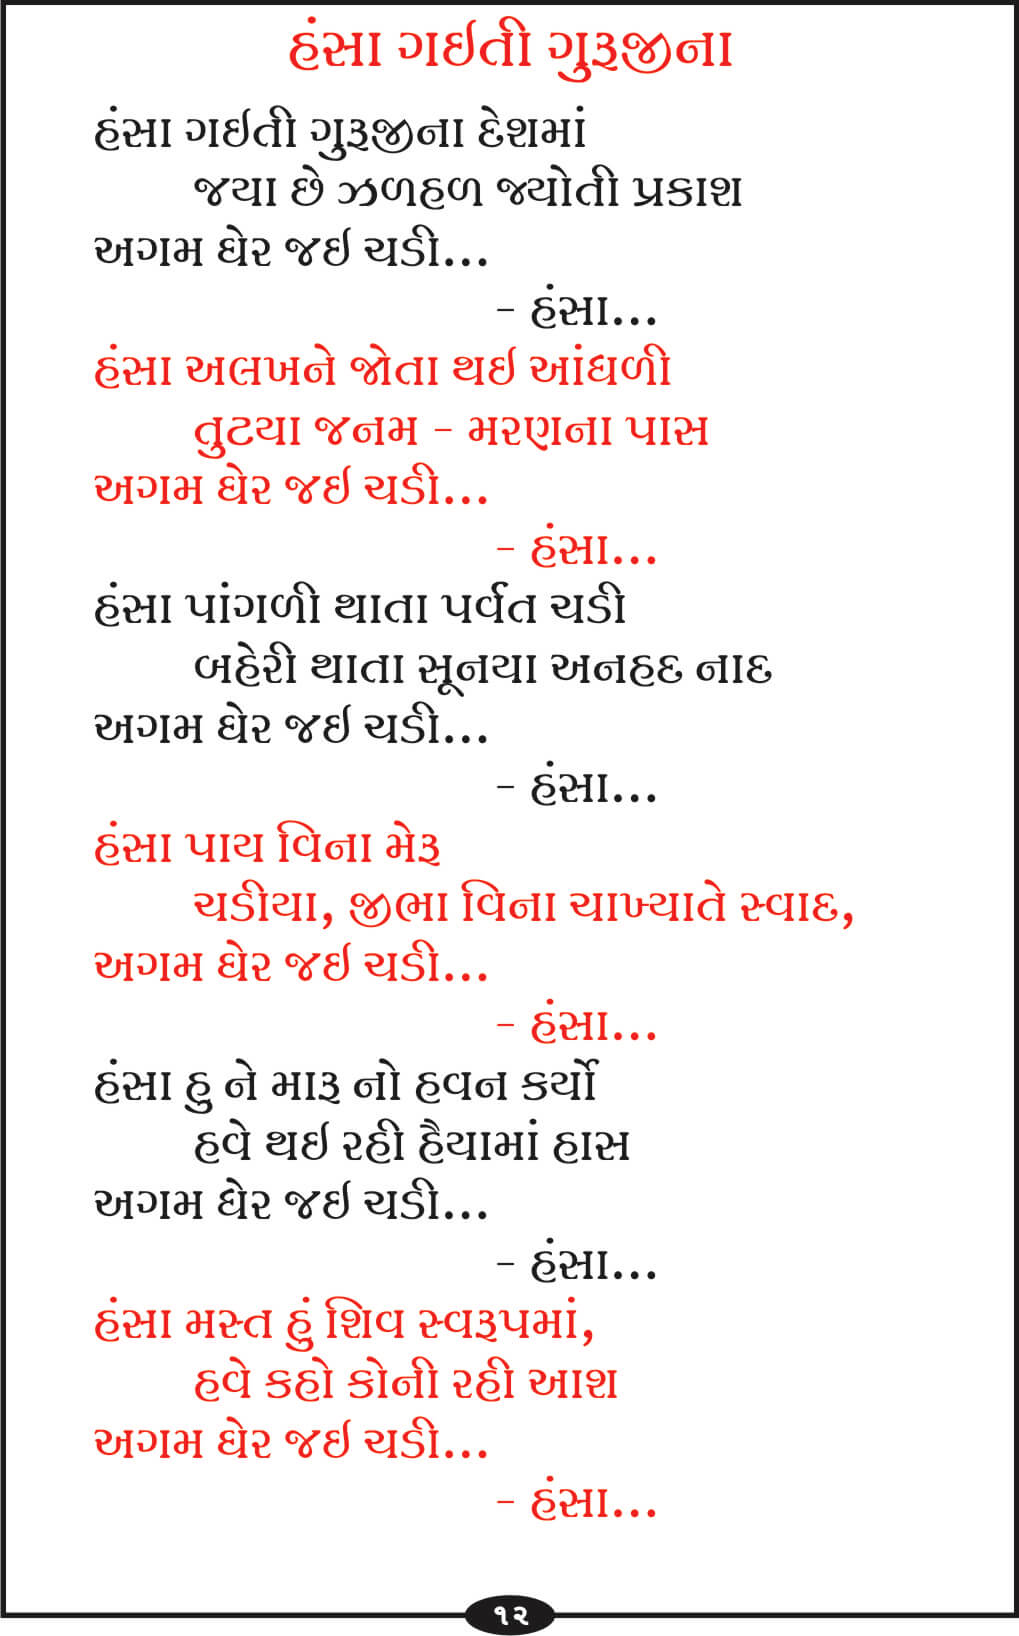 હંસા ગઈતી ગુરૂજીના
હંસા ગઈતી ગુરૂજીના દેશમાં
જયા છે ઝળહળ જ્યોતી પ્રકાશ
અગમ ઘેર જઈ ચડી...
- હંસા...
હંસા અલખને જોતા થઈ આંધળી
તુટયા જનમ - મરણના પાસ
અગમ ઘેર જઈ ચડી...
- હંસા...
હંસા પાંગળી થાતા પર્વત ચડી
બહેરી થાતા સૂનયા અનહદ નાદ
અગમ ઘેર જઈ ચડી...
- હંસા...
હંસા પાય વિના મેરૂ
ચડીયા, જીભા વિના ચાખ્યાતે સ્વાદ,
અગમ ઘેર જઈ ચડી...
- હંસા...
હંસા હુ ને મારૂ નો હવન કર્યો
હવે થઈ રહી હૈયામાં હાસ
અગમ ઘેર જઈ ચડી...
- હંસા...
હંસા મસ્ત હું શિવ સ્વરૂપમાં,
હવે કહો કોની રહી આશ
અગમ ઘેર જઈ ચડી...
- હંસા...
૧૨